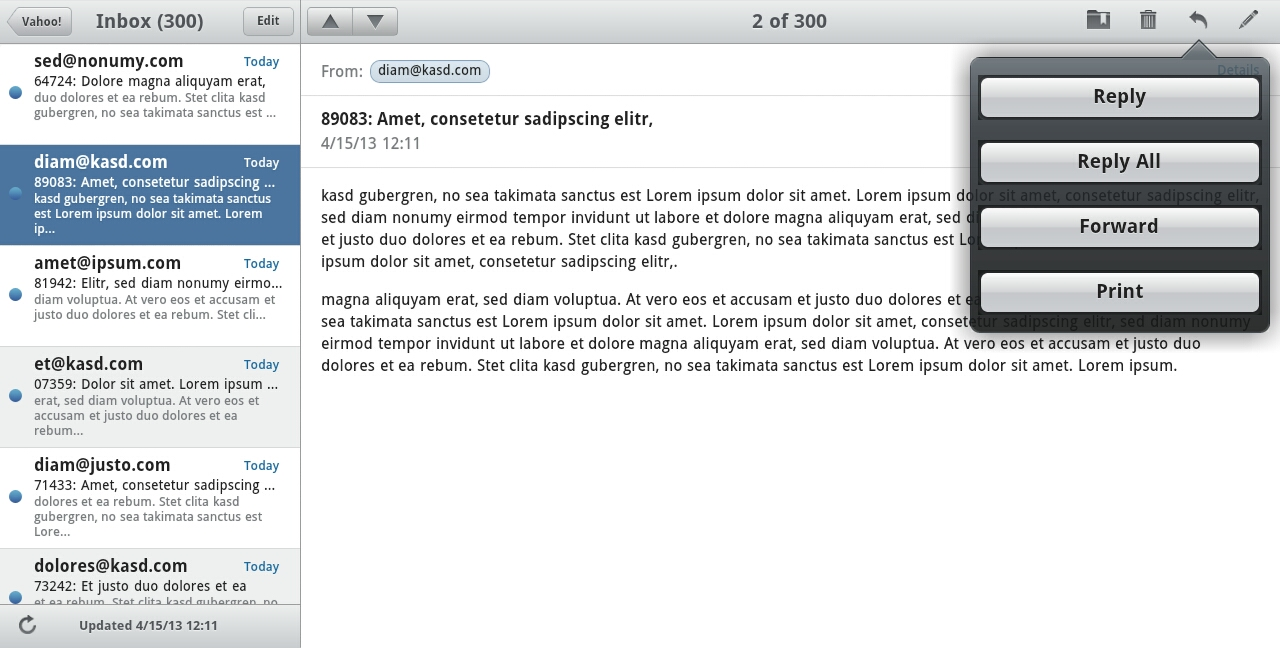 Yahoo!
Inbox (300)
Edit
sed@nonumy.com
Today
64724: Dolore magna aliquyam erat,
duo dolores et ea rebum. Stet clita kasd
gubergren, no sea takimata sanctus est ...
diam@kasd.com
Today
89083: Amet, consetetur sadipscing ...
kasd gubergren, no sea takimata sanctus
est Lorem ipsum dolor sit amet. Lorem
ip...
amet@ipsum.com
Today
81942: Elitr, sed diam nonumy eirmo...
diam voluptua. At vero eos et accusam et
justo duo dolores et ea rebum. Stet cli...
et@kasd.com
Today
07359: Dolor sit amet. Lorem ipsum ...
erat, sed diam voluptua. At vero eos et
accusam et justo duo dolores et ea
rebum...
diam@justo.com
Today
71433: Amet, consetetur sadipscing ...
dolores et ea rebum. Stet clita kasd
gubergren, no sea takimata sanctus est
Lore...
dolores@kasd.com
Today
73242: Et justo duo dolores et ea
et ea rebum. Stet clita kasd gubergren, no
Updated 4/15/13 12:11
2 of 300
From: diam@kasd.com
Details
89083: Amet, consetetur sadipscing elitr,
4/15/13 12:11
kasd gubergren, no sea takimata sanctus est Lorem ipsum dolor sit amet. Lorem ipsum dolor sit amet, consetetur sadipscing elitr,
sed diam nonumy eirmod tempor invidunt ut labore et dolore magna aliquyam erat, sed
et justo duo dolores et ea rebum. Stet clita kasd gubergren, no sea takimata sanctus est
ipsum dolor sit amet, consetetur sadipscing elitr,.
magna aliquyam erat, sed diam voluptua. At vero eos et accusam et justo duo dolores et ea
sea takimata sanctus est Lorem ipsum dolor sit amet. Lorem ipsum dolor sit amet, consetetur sadipscing elitr, sed diam nonumy
eirmod tempor invidunt ut labore et dolore magna aliquyam erat, sed diam voluptua. At vero eos et accusam et justo duo
dolores et ea rebum. Stet clita kasd gubergren, no sea takimata sanctus est Lorem ipsum dolor sit amet. Lorem ipsum.
Reply
Reply All
Forward
Print